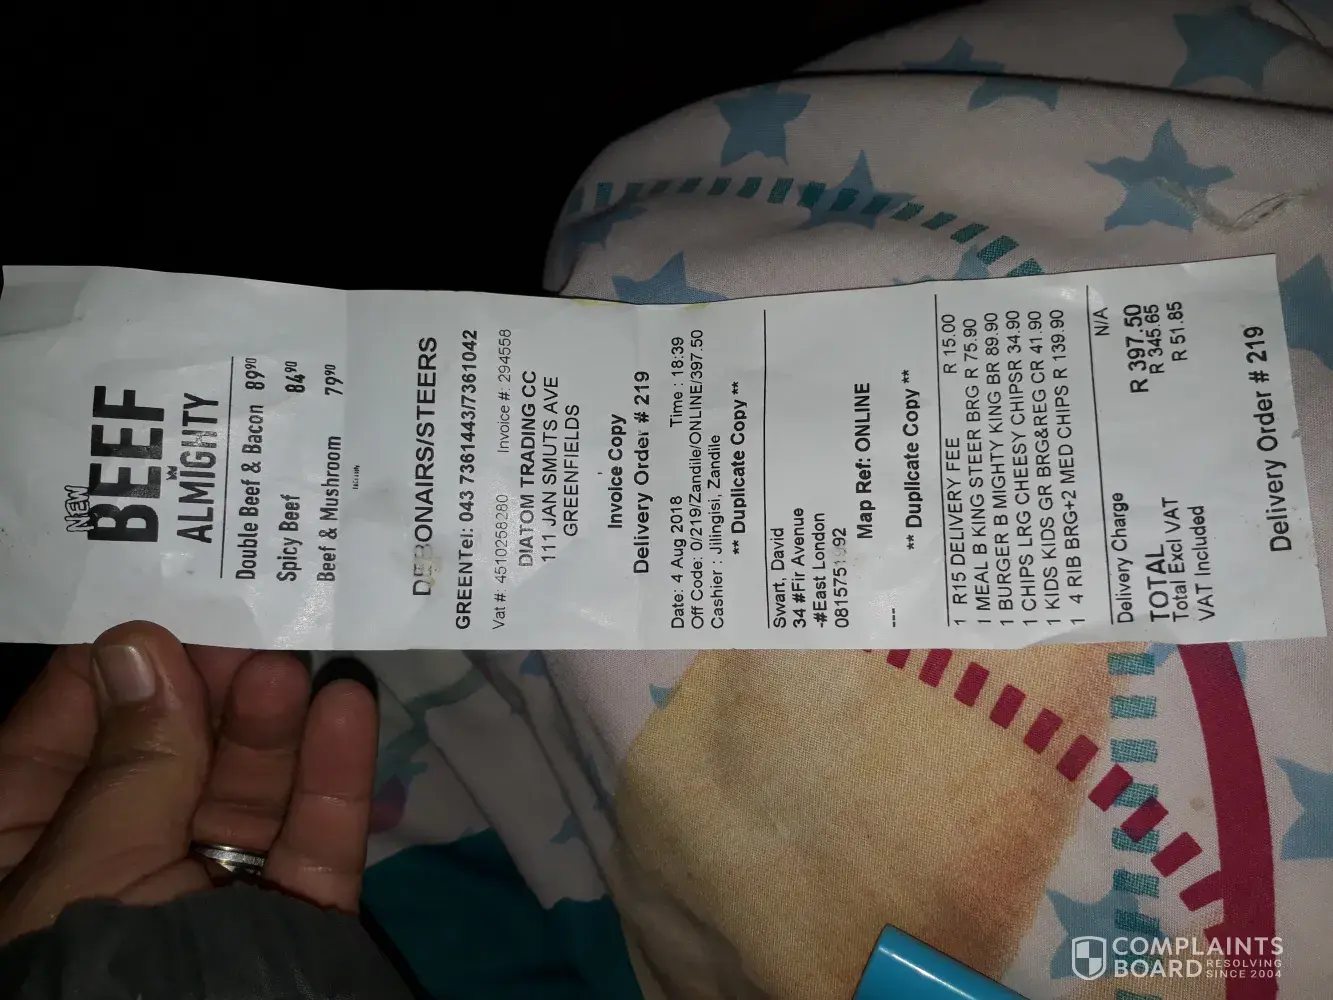 NEW
BEEF
ALMIGHTY
Double Beef & Bacon 89⁹⁰
Spicy Beef 84⁹⁰
Beef & Mushroom 79⁹⁰
DEBONAIRS/STEERS
GREENTel: 043 7361443/7361042
Vat #: 4510258280 Invoice #: 294558
DIATOM TRADING CC
111 JAN SMUTS AVE
GREENFIELDS
Invoice Copy
Delivery Order # 219
Date: 4 Aug 2018 Time : 18:39
Off Code: 0/219/Zandile/ONLINE/397.50
Cashier : Jilingisi, Zandile
** Duplicate Copy **
Swart, David
34 #Fir Avenue
-#East London
Map Ref: ONLINE
---
** Duplicate Copy **
1 R15 DELIVERY FEE R 15.00
1 MEAL B KING STEER BRG R 75.90
1 BURGER B MIGHTY KING BR 89.90
1 CHIPS LRG CHEESY CHIPSR 34.90
1 KIDS KIDS GR BRG&REG CR 41.90
1 4 RIB BRG+2 MED CHIPS R 139.90
Delivery Charge N/A
TOTAL R 397.50
Total Excl VAT R 345.65
VAT Included R 51.85
Delivery Order # 219
COMPLAINTS
BOARD RESOLVING
SINCE 2004